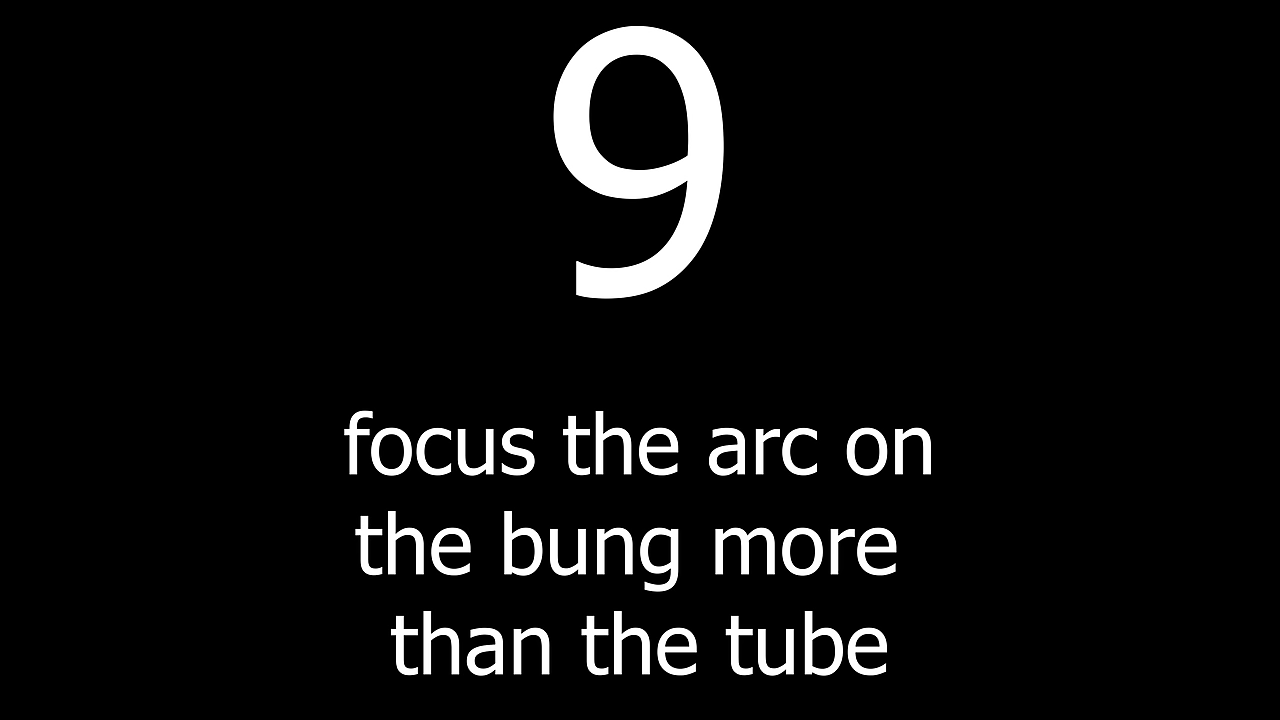 9
focus the arc on
the bung more
than the tube